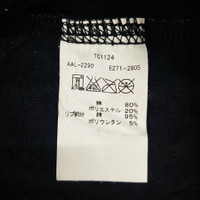 TC1124
AAL-2290 E271-2805
綿 80%
ポリエステル 20%
リブ部分 綿 95%
ポリウレタン 5%